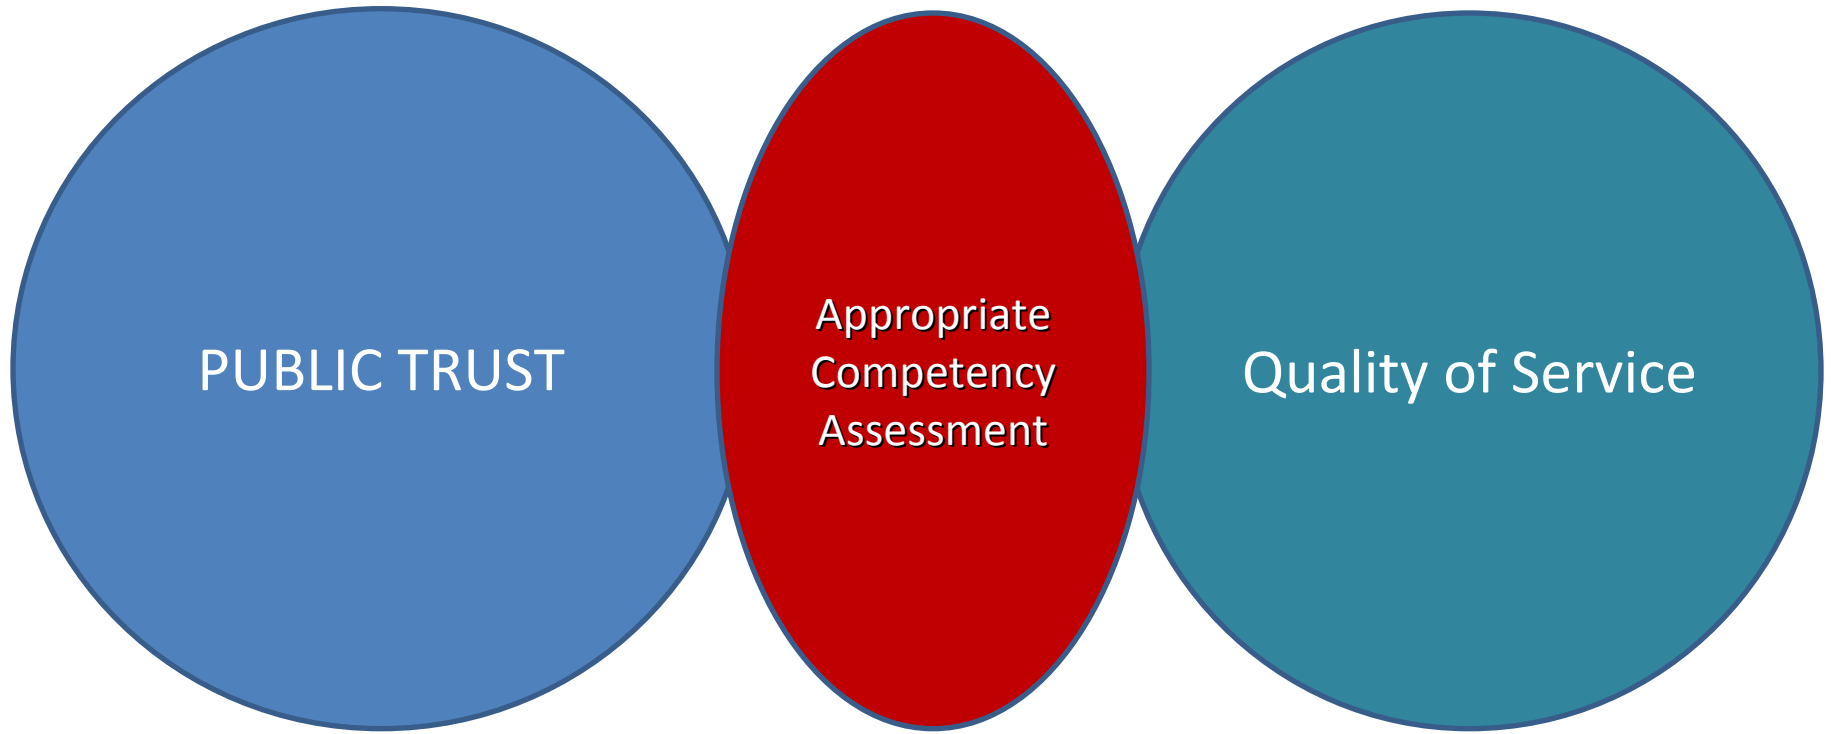 PUBLIC TRUST
Appropriate
Competency
Assessment
Quality of Service